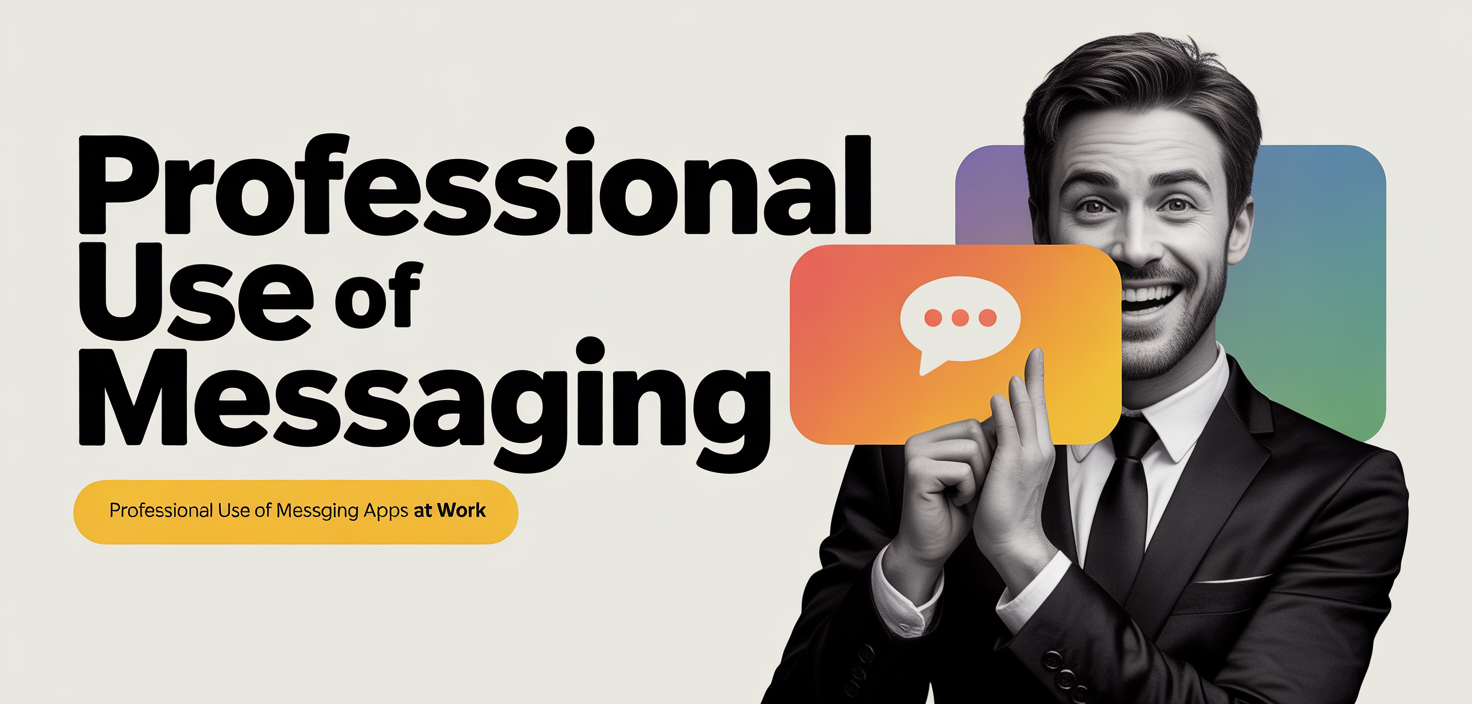 Professional
Use of
Messaging
Professional Use of Messging Apps at Work